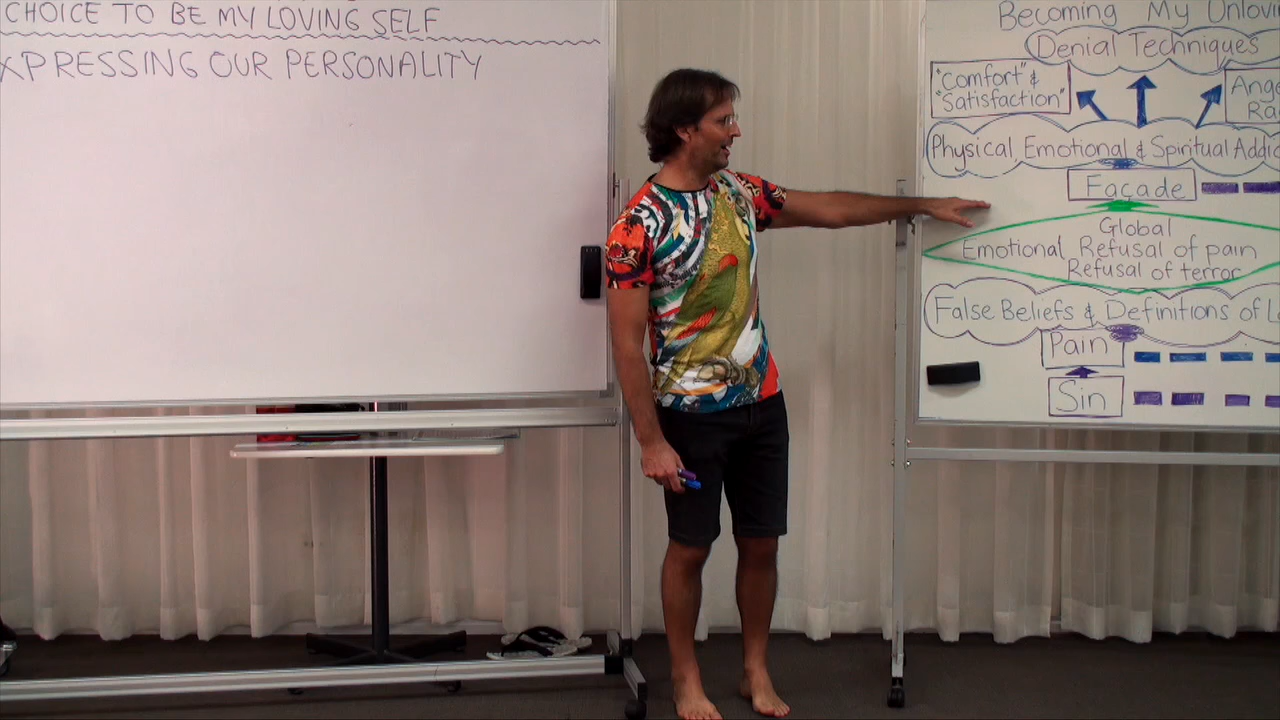 CHOICE TO BE MY LOVING SELF
XPRESSING OUR PERSONALITY
Becoming My Unlovi
Denial Techniques
"Comfort" &
"Satisfaction"
Ange
Ra
Physical Emotional & Spiritual Addic
Façade
Global
Emotional Refusal of pain
Refusal of terror
False Beliefs & Definitions of L
Pain
Sin